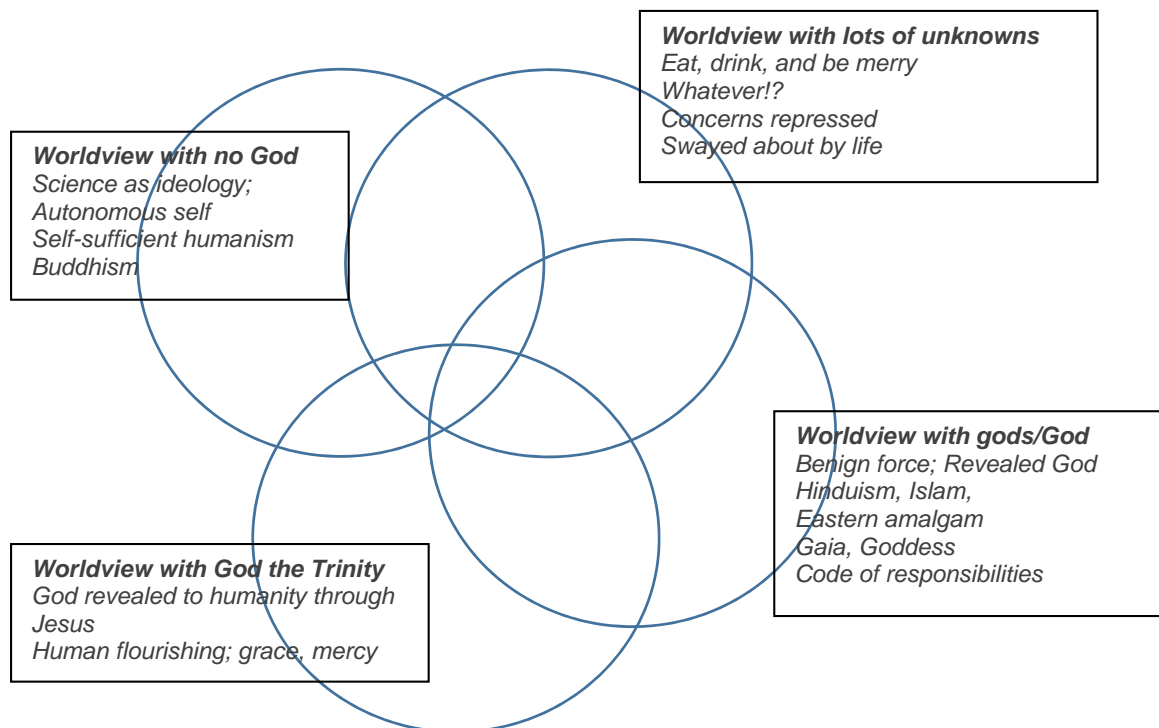 Worldview with lots of unknowns
Eat, drink, and be merry
Whatever!?
Concerns repressed
Swayed about by life
Worldview with no God
Science as ideology;
Autonomous self
Self-sufficient humanism
Buddhism
Worldview with gods/God
Benign force; Revealed God
Hinduism, Islam,
Eastern amalgam
Gaia, Goddess
Code of responsibilities
Worldview with God the Trinity
God revealed to humanity through
Jesus
Human flourishing; grace, mercy